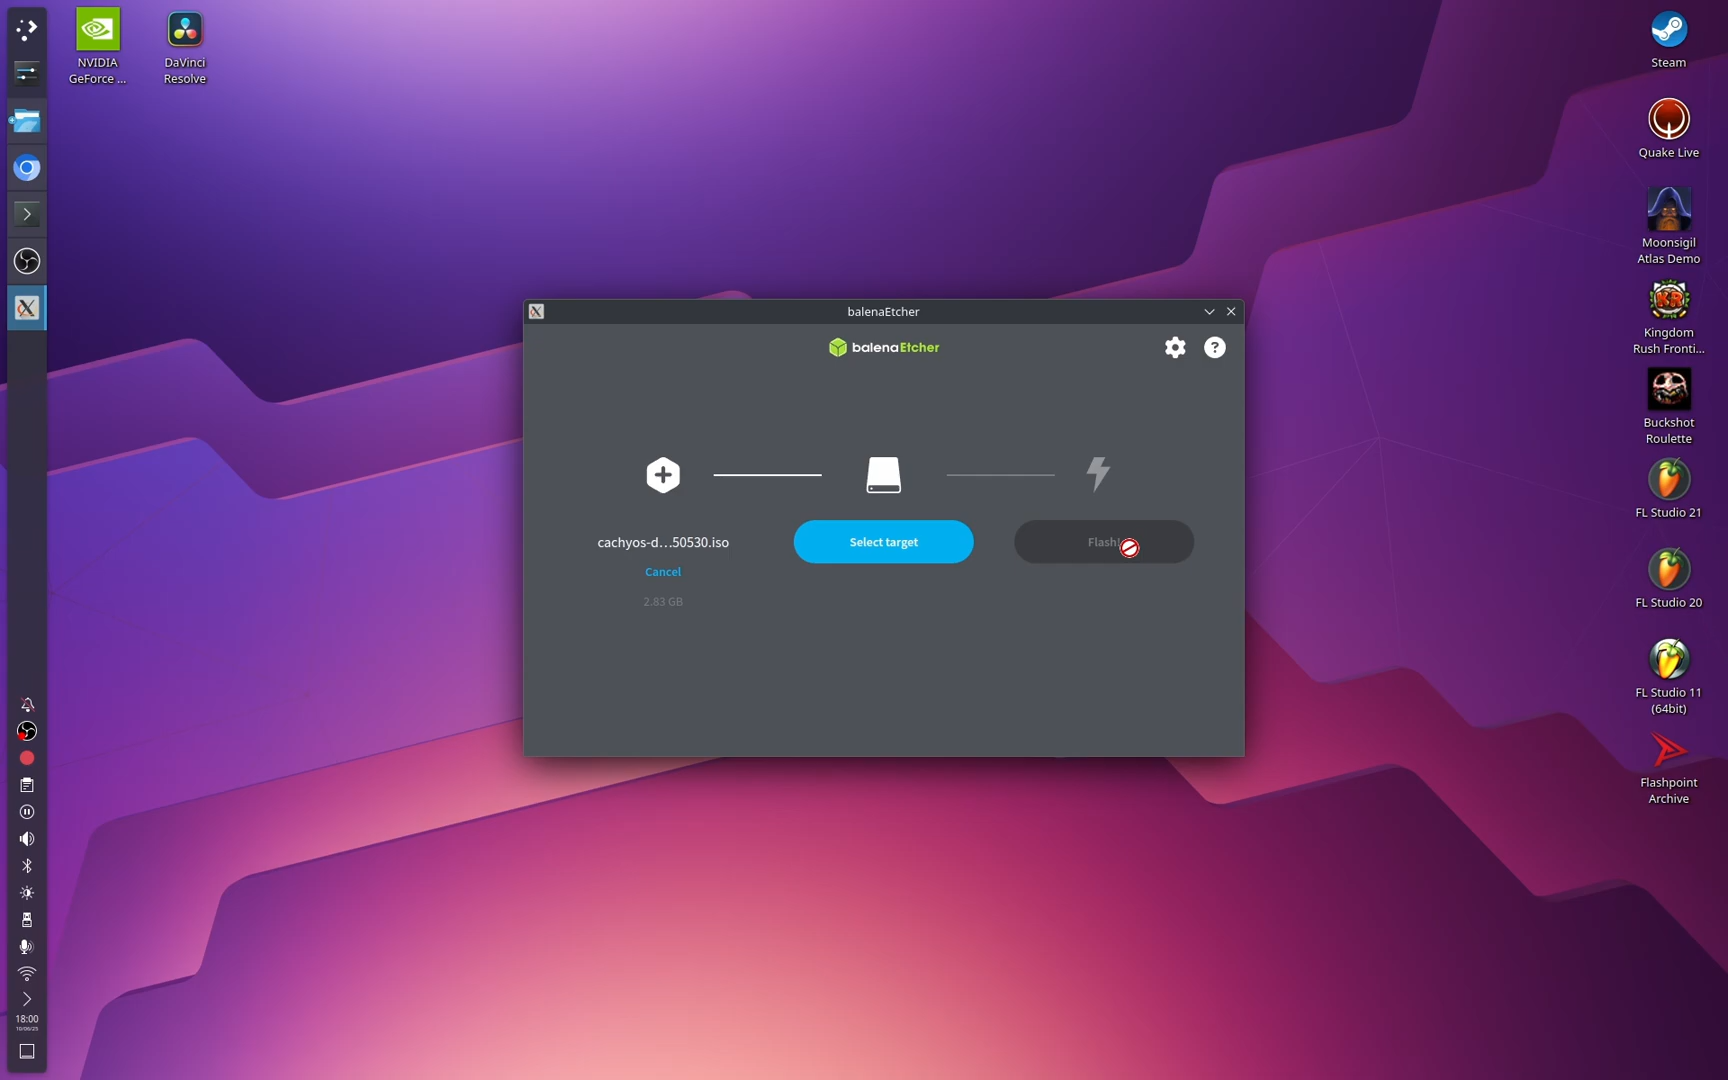 NVIDIA
GeForce ...
DaVinci
Resolve
Steam
Quake Live
Moonsigil
Atlas Demo
Kingdom
Rush Fronti...
Buckshot
Roulette
FL Studio 21
FL Studio 20
FL Studio 11
(64bit)
Flashpoint
Archive
balenaEtcher
balenaEtcher
cachyos-d...50530.iso
Cancel
2.83 GB
Select target
Flash!
18:00